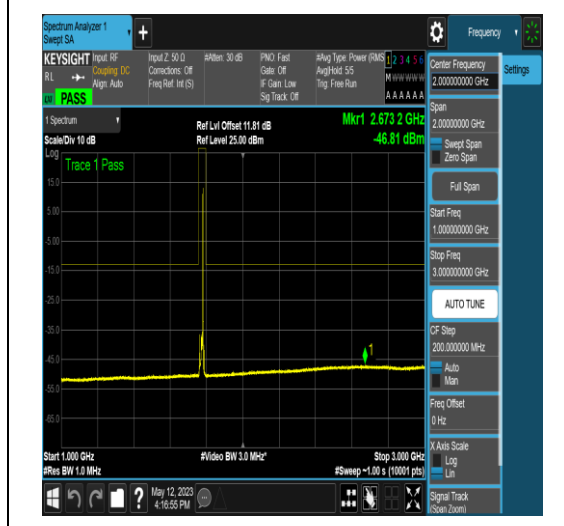 Spectrum Analyzer 1
Swept SA
Frequency
KEYSIGHT
RL
PASS
Input: RF
Coupling: DC
Align: Auto
Input Z: 50 Ω
Corrections: Off
Freq Ref: Int (S)
#Atten: 30 dB
PNO: Fast
Gate: Off
IF Gain: Low
Sig Track: Off
#Avg Type: Power (RMS
Avg|Hold: 5/5
Trig: Free Run
1 2 3 4 5 6
M W W W W W
A A A A A A
1 Spectrum
Scale/Div 10 dB
Ref Lvl Offset 11.81 dB
Ref Level 25.00 dBm
Mkr1 2.673 2 GHz
-46.81 dBm
Log
Trace 1 Pass
15.0
5.00
-5.00
-15.0
-25.0
-35.0
-45.0
-55.0
-65.0
1
Start 1.000 GHz
#Res BW 1.0 MHz
#Video BW 3.0 MHz*
Stop 3.000 GHz
#Sweep ~1.00 s (10001 pts)
?
May 12, 2023
4:16:55 PM
Center Frequency
2.000000000 GHz
Settings
Span
2.00000000 GHz
Swept Span
Zero Span
Full Span
Start Freq
1.000000000 GHz
Stop Freq
3.000000000 GHz
AUTO TUNE
CF Step
200.000000 MHz
Auto
Man
Freq Offset
0 Hz
X Axis Scale
Log
Lin
Signal Track
(Span Zoom)